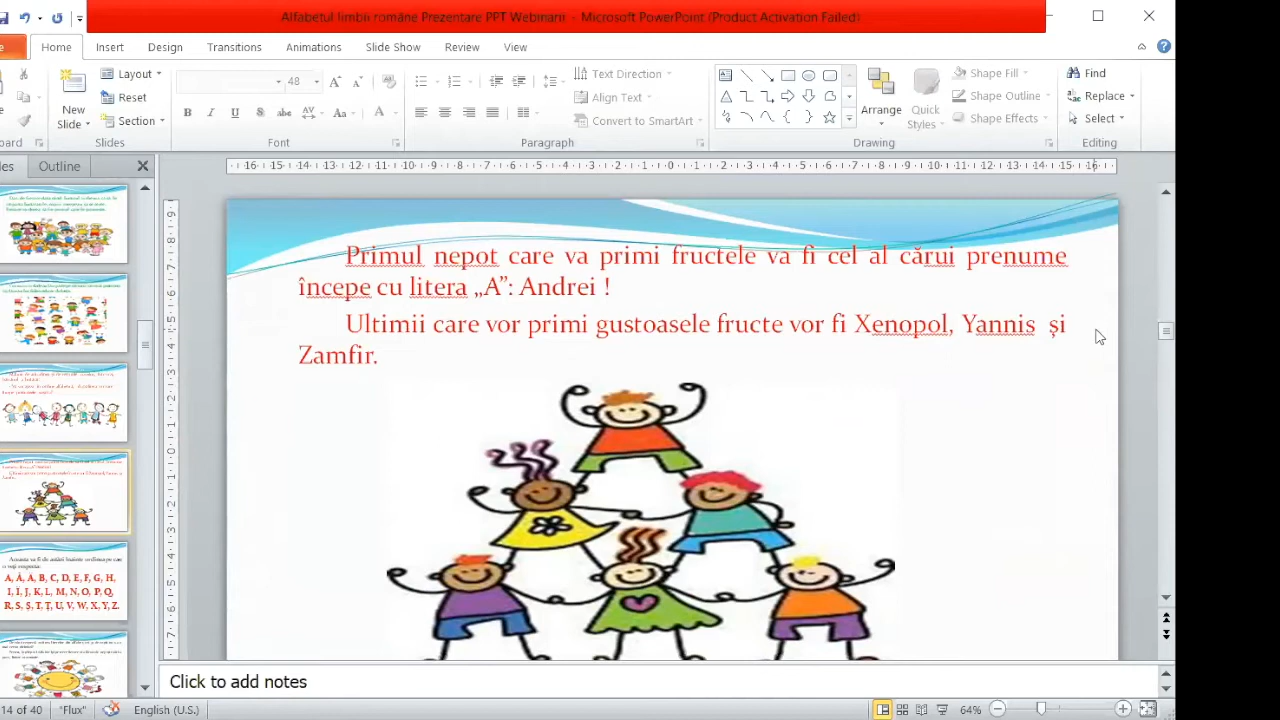 Alfabetul limbii române Prezentare PPT Webinarii - Microsoft PowerPoint (Product Activation Failed)
Home Insert Design Transitions Animations Slide Show Review View
New Slide
Layout
Reset
Section
Slides
48
B I U S abc AV Aa A
Font
Text Direction
Align Text
Convert to SmartArt
Paragraph
Arrange
Quick Styles
Shape Fill
Shape Outline
Shape Effects
Drawing
Find
Replace
Select
Editing
Outline
Primul nepot care va primi fructele va fi cel al cărui prenume
începe cu litera „A”: Andrei !
Ultimii care vor primi gustoasele fructe vor fi Xenopol, Yannis și
Zamfir.
A, Ă, Â, B, C, D, E, F, G, H,
I, Î, J, K, L, M, N, O, P, Q,
R, S, Ș, T, Ț, U, V, W, X, Y, Z.
Click to add notes
14 of 40 "Flux" English (U.S.) 64%